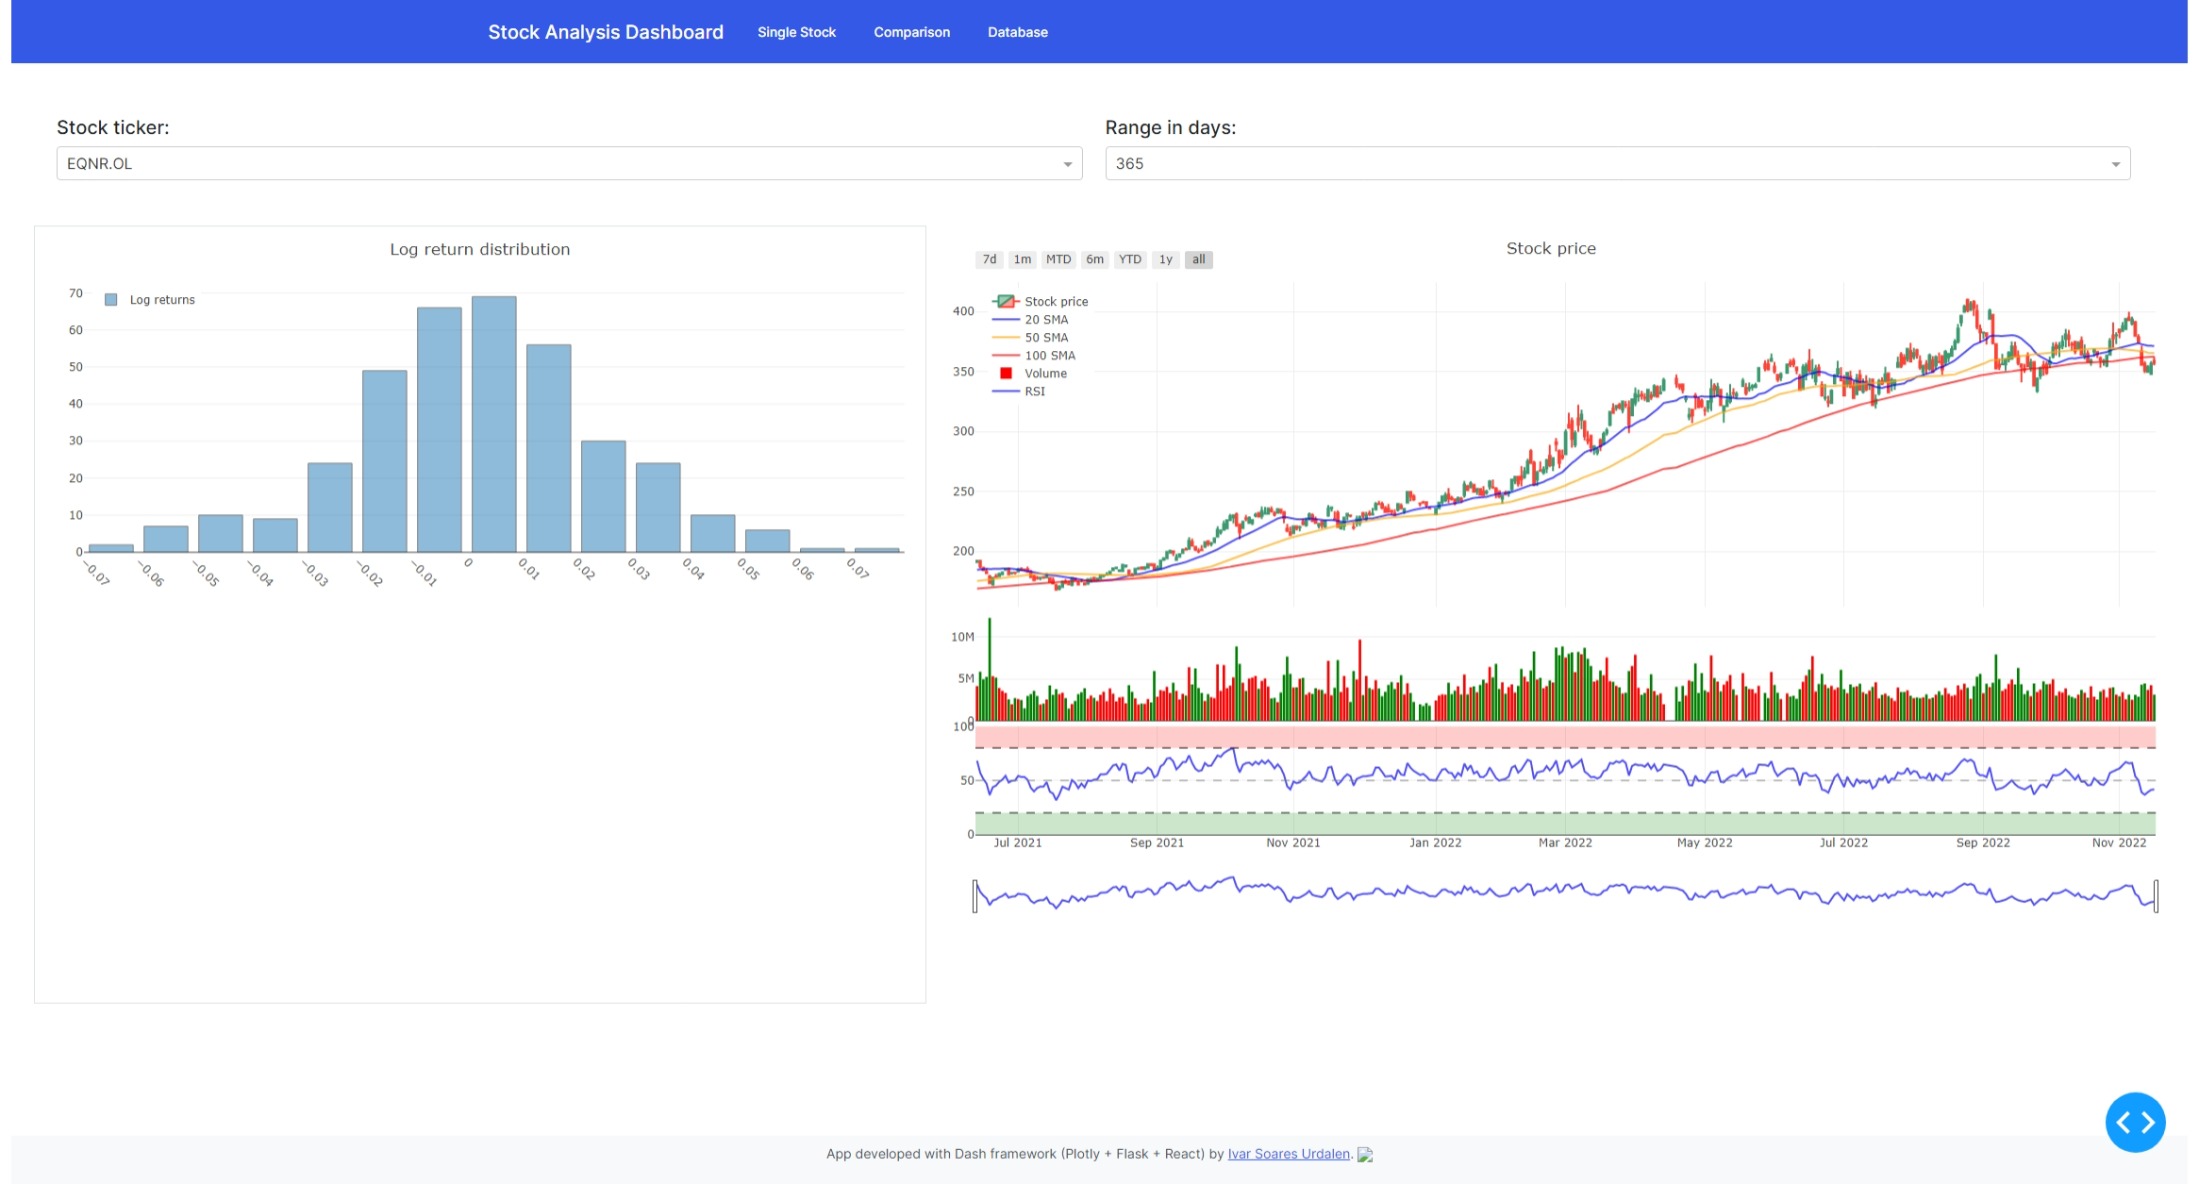 Stock Analysis Dashboard Single Stock Comparison Database
Stock ticker:
EQNR.OL
Range in days:
365
Log return distribution
Log returns
70
60
50
40
30
20
10
0
−0.07 −0.06 −0.05 −0.04 −0.03 −0.02 −0.01 0 0.01 0.02 0.03 0.04 0.05 0.06 0.07
Stock price
7d 1m MTD 6m YTD 1y all
Stock price
20 SMA
50 SMA
100 SMA
Volume
RSI
400
350
300
250
200
10M
5M
0
100
50
0
Jul 2021 Sep 2021 Nov 2021 Jan 2022 Mar 2022 May 2022 Jul 2022 Sep 2022 Nov 2022
App developed with Dash framework (Plotly + Flask + React) by Ivar Soares Urdalen.